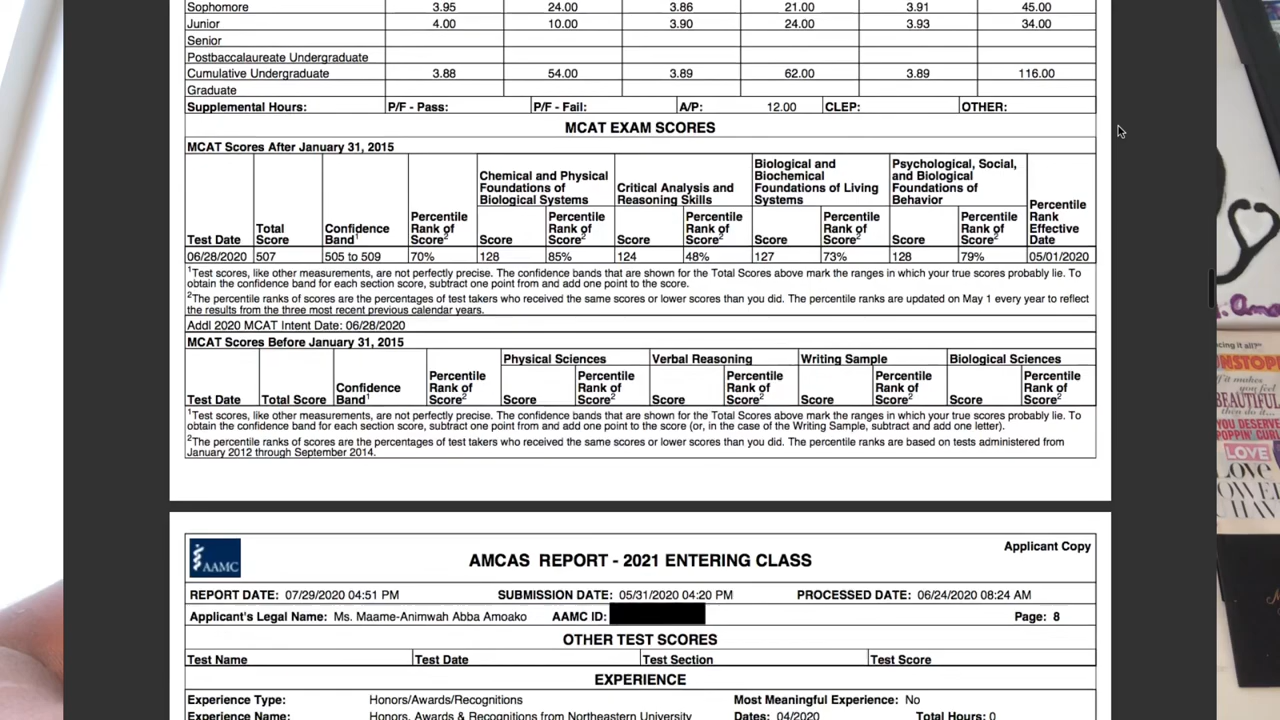 Sophomore 3.95 24.00 3.86 21.00 3.91 45.00
Junior 4.00 10.00 3.90 24.00 3.93 34.00
Senior
Postbaccalaureate Undergraduate
Cumulative Undergraduate 3.88 54.00 3.89 62.00 3.89 116.00
Graduate
Supplemental Hours: P/F - Pass: P/F - Fail: A/P: 12.00 CLEP: OTHER:
MCAT EXAM SCORES
MCAT Scores After January 31, 2015
Test Date
Total
Score
Confidence
Band1
Percentile
Rank of
Score2
Chemical and Physical
Foundations of
Biological Systems
Score
Percentile
Rank of
Score2
Critical Analysis and
Reasoning Skills
Score
Percentile
Rank of
Score2
Biological and
Biochemical
Foundations of Living
Systems
Score
Percentile
Rank of
Score2
Psychological, Social,
and Biological
Foundations of
Behavior
Score
Percentile
Rank of
Score2
Percentile
Rank
Effective
Date
06/28/2020 507 505 to 509 70% 128 85% 124 48% 127 73% 128 79% 05/01/2020
1Test scores, like other measurements, are not perfectly precise. The confidence bands that are shown for the Total Scores above mark the ranges in which your true scores probably lie. To
obtain the confidence band for each section score, subtract one point from and add one point to the score.
2The percentile ranks of scores are the percentages of test takers who received the same scores or lower scores than you did. The percentile ranks are updated on May 1 every year to reflect
the results from the three most recent previous calendar years.
Addl 2020 MCAT Intent Date: 06/28/2020
MCAT Scores Before January 31, 2015
Test Date
Total Score
Confidence
Band1
Percentile
Rank of
Score2
Physical Sciences
Score
Percentile
Rank of
Score2
Verbal Reasoning
Score
Percentile
Rank of
Score2
Writing Sample
Score
Percentile
Rank of
Score2
Biological Sciences
Score
Percentile
Rank of
Score2
1Test scores, like other measurements, are not perfectly precise. The confidence bands that are shown for the Total Scores above mark the ranges in which your true scores probably lie. To
obtain the confidence band for each section score, subtract one point from and add one point to the score (or, in the case of the Writing Sample, subtract and add one letter).
2The percentile ranks of scores are the percentages of test takers who received the same scores or lower scores than you did. The percentile ranks are based on tests administered from
January 2012 through September 2014.
AAMC
AMCAS REPORT - 2021 ENTERING CLASS
Applicant Copy
REPORT DATE: 07/29/2020 04:51 PM SUBMISSION DATE: 05/31/2020 04:20 PM PROCESSED DATE: 06/24/2020 08:24 AM
Applicant's Legal Name: Ms. Maame-Animwah Abba Amoako AAMC ID: Page: 8
OTHER TEST SCORES
Test Name Test Date Test Section Test Score
EXPERIENCE
Experience Type: Honors/Awards/Recognitions Most Meaningful Experience: No
Experience Name: Honors, Awards & Recognitions from Northeastern University Dates: 04/2020 Total Hours: 0
if it makes
you feel
BEAUTIFUL
then do it...
YOU DESERVE
LOVE